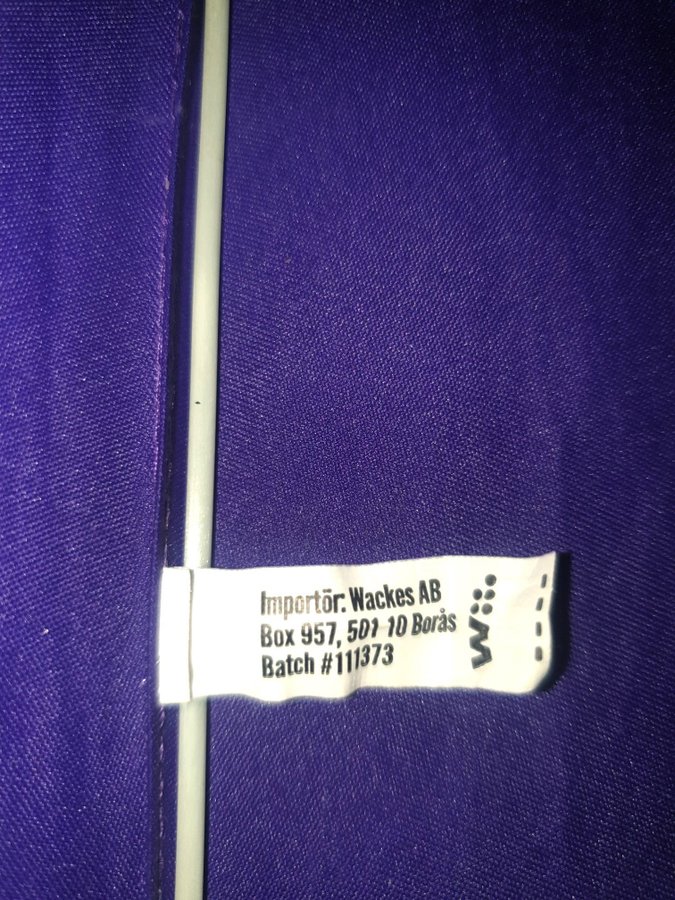 Importör: Wackes AB
Box 957, 501 10 Borås
Batch #111373